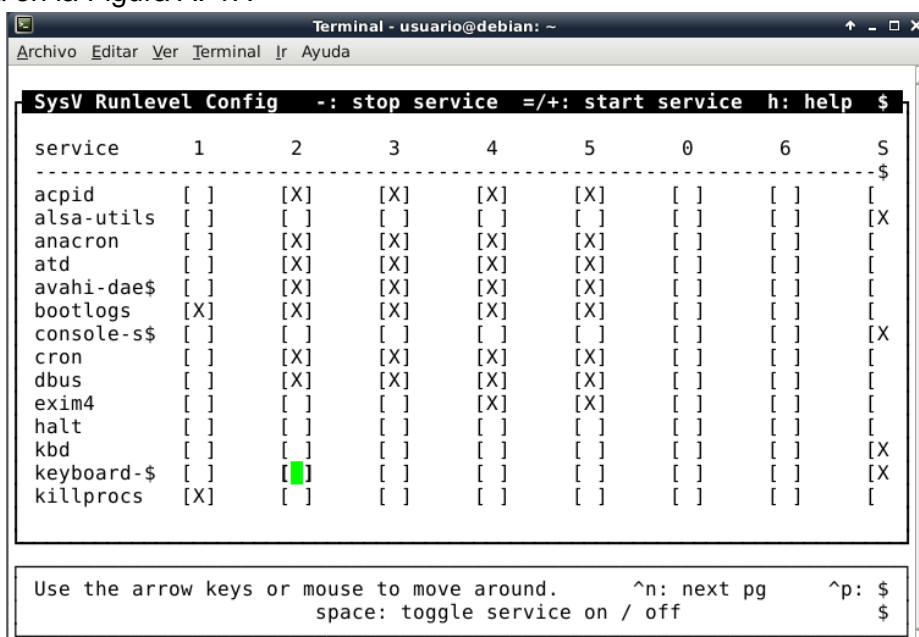 Terminal - usuario@debian: ~
Archivo Editar Ver Terminal Ir Ayuda
SysV Runlevel Config -: stop service =/+: start service h: help $
service 1 2 3 4 5 0 6 S
----------------------------------------------------------------------------$
acpid [ ] [X] [X] [X] [X] [ ] [ ] [
alsa-utils [ ] [ ] [ ] [ ] [ ] [ ] [ ] [X
anacron [ ] [X] [X] [X] [X] [ ] [ ] [
atd [ ] [X] [X] [X] [X] [ ] [ ] [
avahi-dae$ [ ] [X] [X] [X] [X] [ ] [ ] [
bootlogs [X] [X] [X] [X] [X] [ ] [ ] [
console-s$ [ ] [ ] [ ] [ ] [ ] [ ] [ ] [X
cron [ ] [X] [X] [X] [X] [ ] [ ] [
dbus [ ] [X] [X] [X] [X] [ ] [ ] [
exim4 [ ] [ ] [ ] [X] [X] [ ] [ ] [
halt [ ] [ ] [ ] [ ] [ ] [ ] [ ] [
kbd [ ] [ ] [ ] [ ] [ ] [ ] [ ] [X
keyboard-$ [ ] [ ] [ ] [ ] [ ] [ ] [ ] [X
killprocs [X] [ ] [ ] [ ] [ ] [ ] [ ] [
Use the arrow keys or mouse to move around. ^n: next pg ^p: $
space: toggle service on / off $